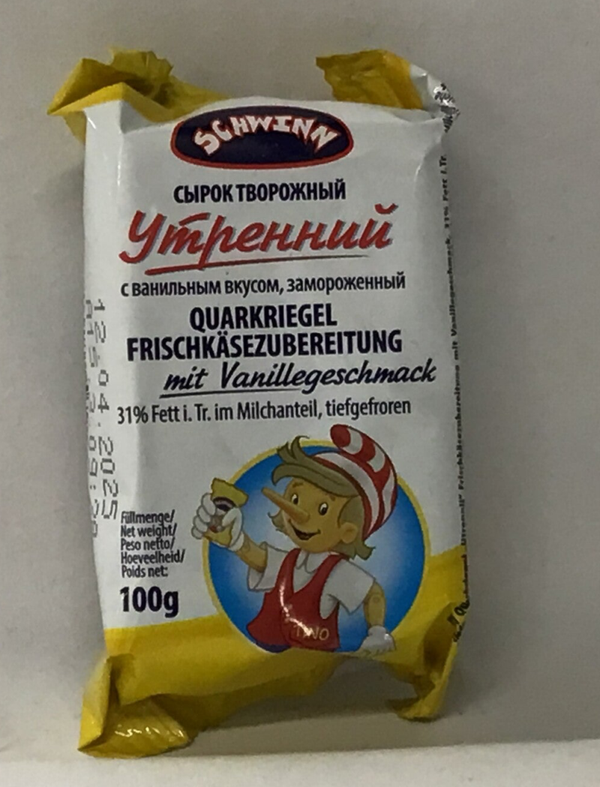 SCHWINN
СЫРОК ТВОРОЖНЫЙ
Утренний
с ванильным вкусом, замороженный
QUARKRIEGEL
FRISCHKÄSEZUBEREITUNG
mit Vanillegeschmack
31% Fett i. Tr. im Milchanteil, tiefgefroren
12.04.2025
Füllmenge/
Net weight/
Peso netto/
Hoeveelheid/
Poids net:
100g